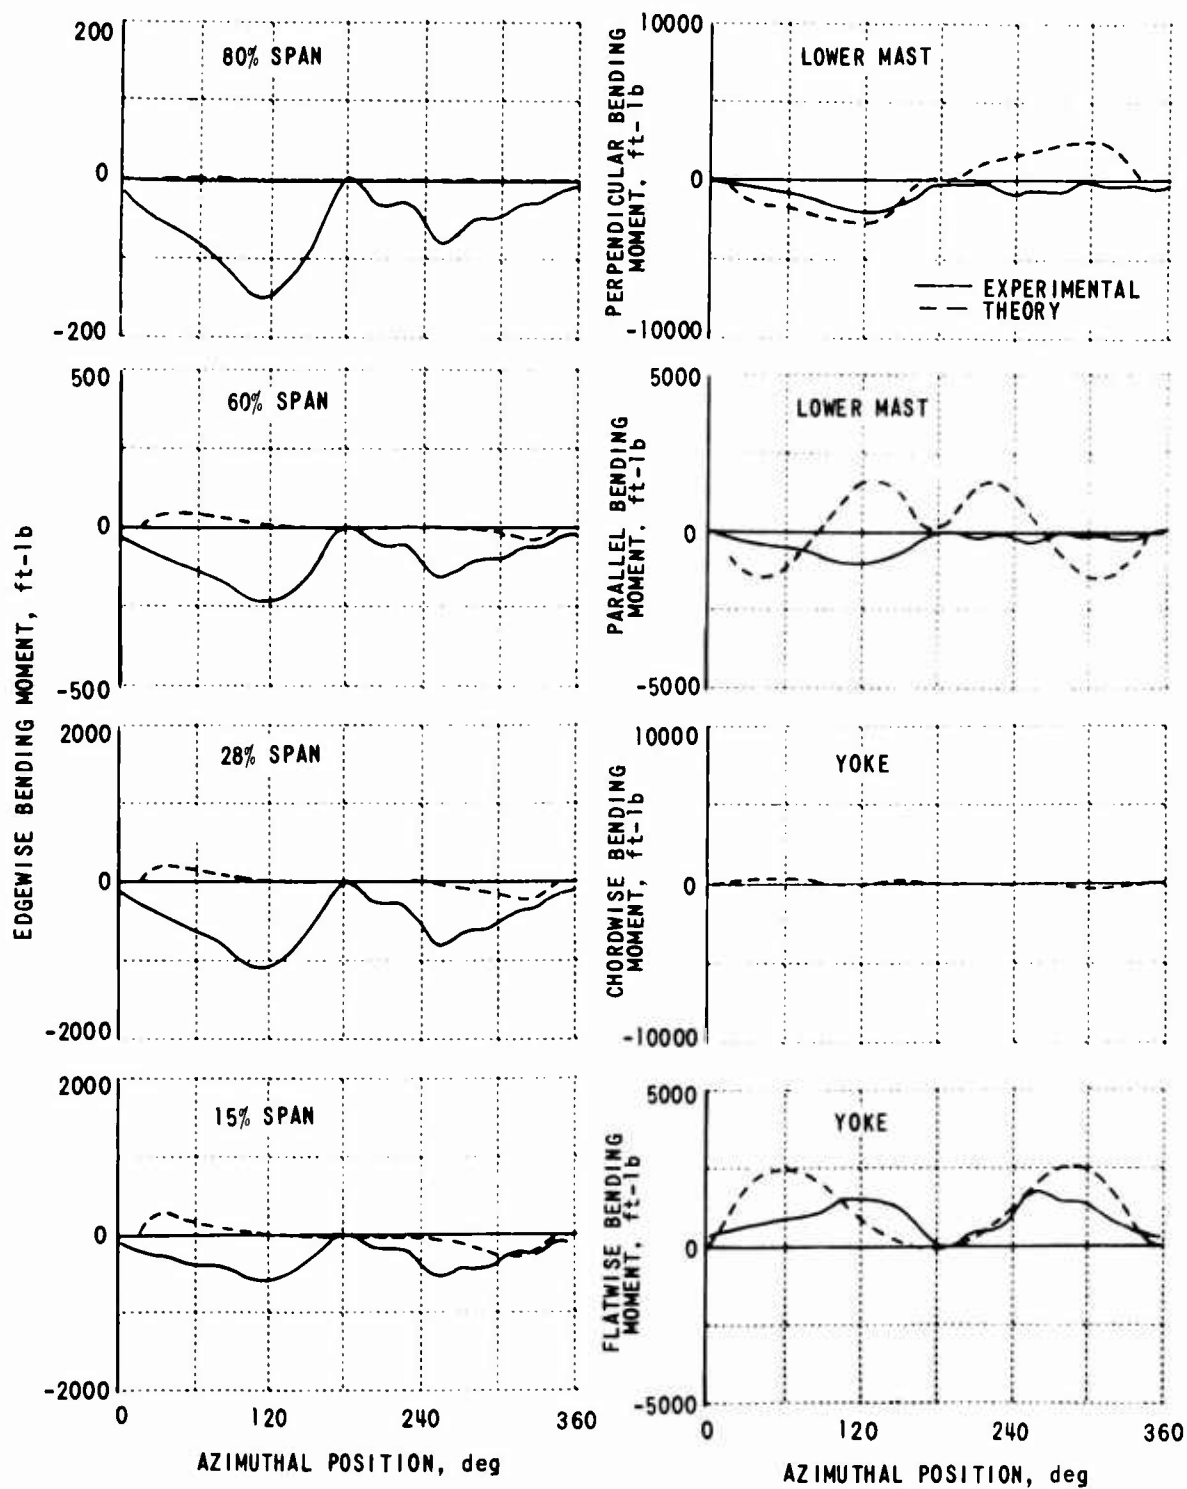 EDGEWISE BENDING MOMENT, ft-lb
200
80% SPAN
0
-200
500
60% SPAN
0
-500
2000
28% SPAN
0
-2000
2000
15% SPAN
0
-2000
0 120 240 360
AZIMUTHAL POSITION, deg
PERPENDICULAR BENDING
MOMENT, ft-lb
10000
LOWER MAST
0
EXPERIMENTAL
THEORY
-10000
PARALLEL BENDING
MOMENT, ft-lb
5000
LOWER MAST
0
-5000
CHORDWISE BENDING
MOMENT, ft-lb
10000
YOKE
0
-10000
FLATWISE BENDING
MOMENT, ft-lb
5000
YOKE
0
-5000
0 120 240 360
AZIMUTHAL POSITION, deg